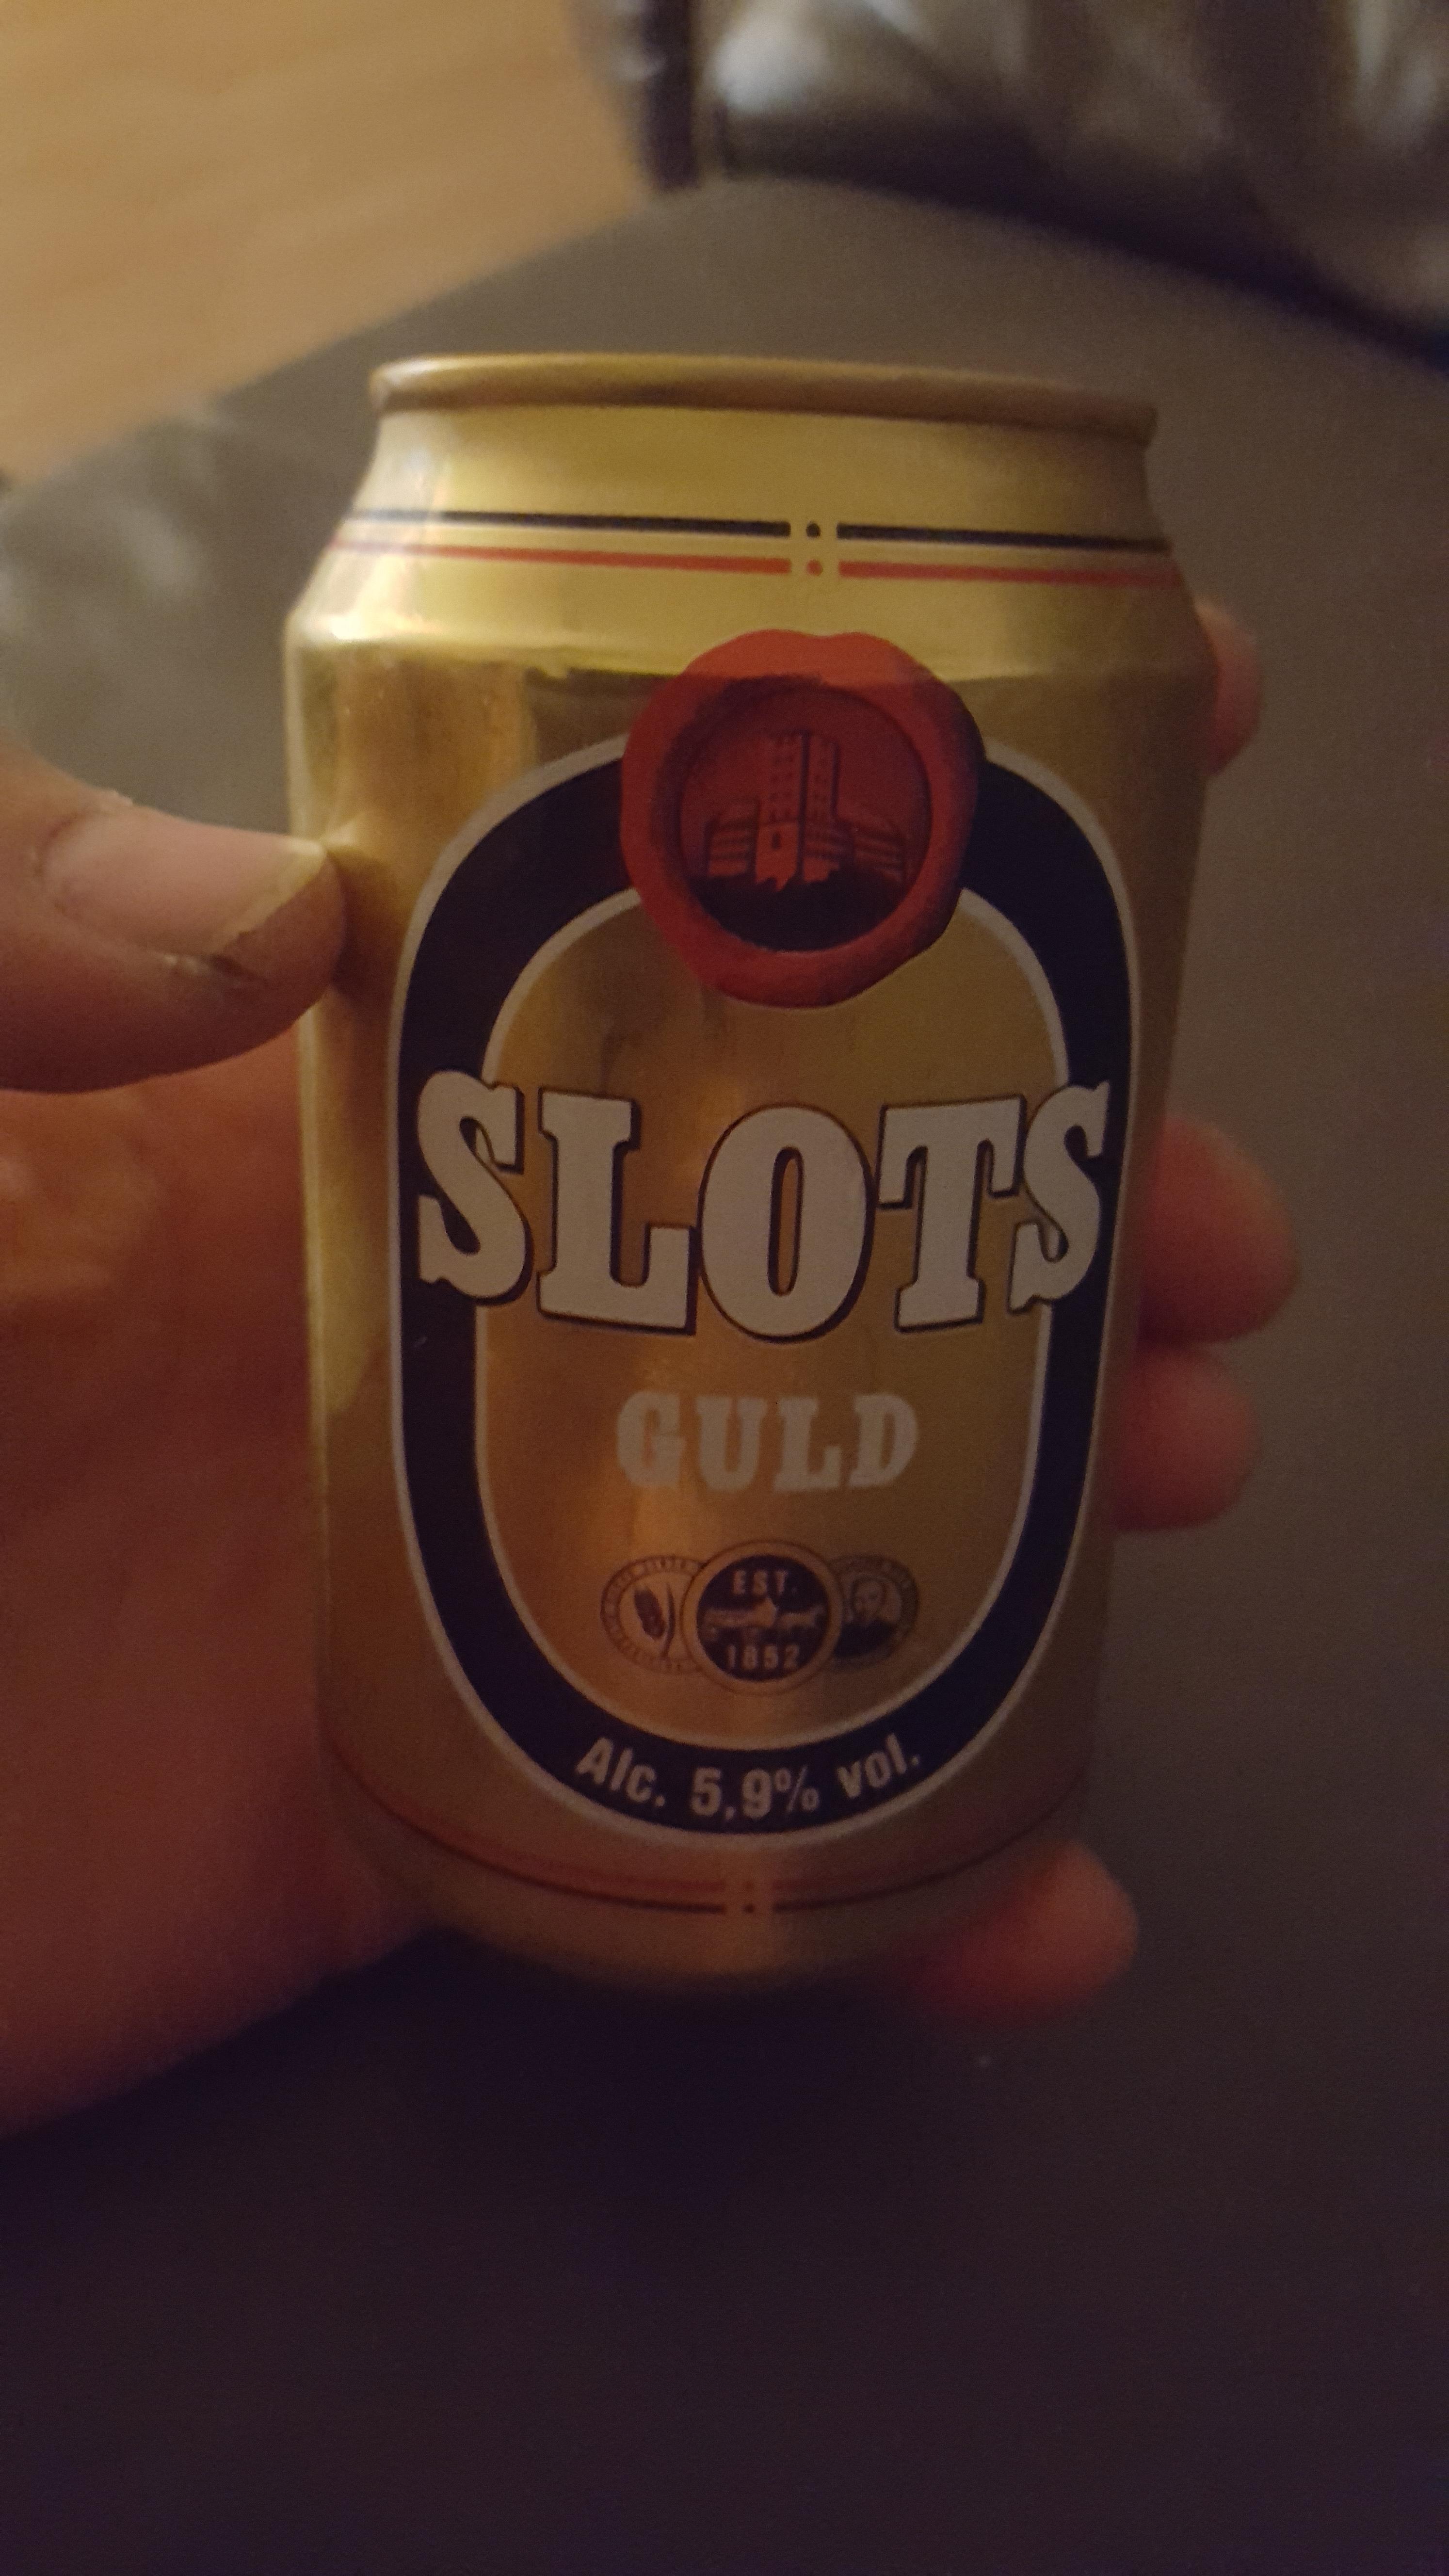 SLOTS
GULD
EST.
1852
Alc. 5,9% vol.